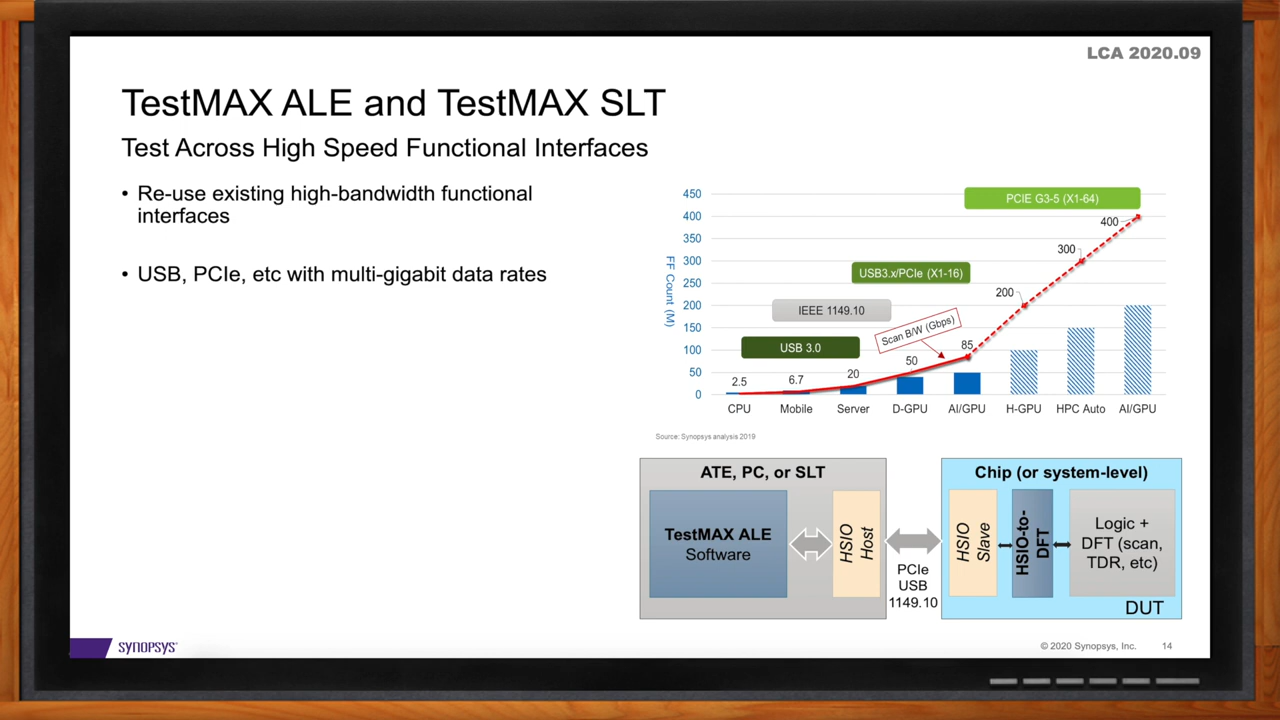 LCA 2020.09
TestMAX ALE and TestMAX SLT
Test Across High Speed Functional Interfaces
• Re-use existing high-bandwidth functional
interfaces
• USB, PCIe, etc with multi-gigabit data rates
450
400
350
300
250
200
150
100
50
0
FF Count (M)
PCIE G3-5 (X1-64)
USB3.x/PCIe (X1-16)
IEEE 1149.10
USB 3.0
Scan B/W (Gbps)
2.5
6.7
20
50
85
200
300
400
CPU
Mobile
Server
D-GPU
AI/GPU
H-GPU
HPC Auto
AI/GPU
Source: Synopsys analysis 2019
ATE, PC, or SLT
TestMAX ALE
Software
HSIO
Host
PCIe
USB
1149.10
Chip (or system-level)
HSIO
Slave
HSIO-to-
DFT
Logic +
DFT (scan,
TDR, etc)
DUT
SYNOPSYS®
© 2020 Synopsys, Inc.
14